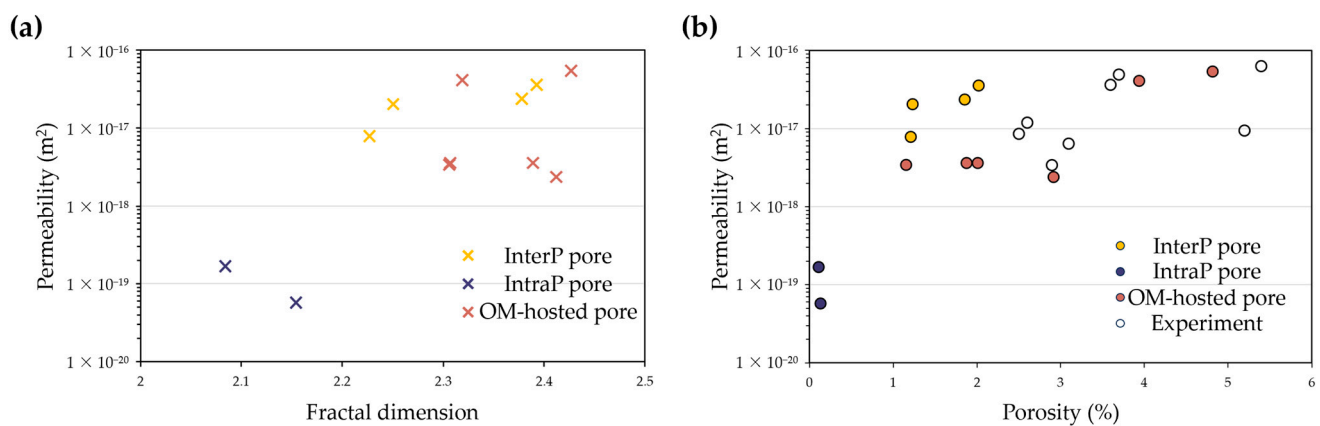 (a)
1 × 10⁻¹⁶
1 × 10⁻¹⁷
1 × 10⁻¹⁸
1 × 10⁻¹⁹
1 × 10⁻²⁰
Permeability (m²)
InterP pore
IntraP pore
OM-hosted pore
2
2.1
2.2
2.3
2.4
2.5
Fractal dimension
(b)
1 × 10⁻¹⁶
1 × 10⁻¹⁷
1 × 10⁻¹⁸
1 × 10⁻¹⁹
1 × 10⁻²⁰
Permeability (m²)
InterP pore
IntraP pore
OM-hosted pore
Experiment
0
1
2
3
4
5
6
Porosity (%)